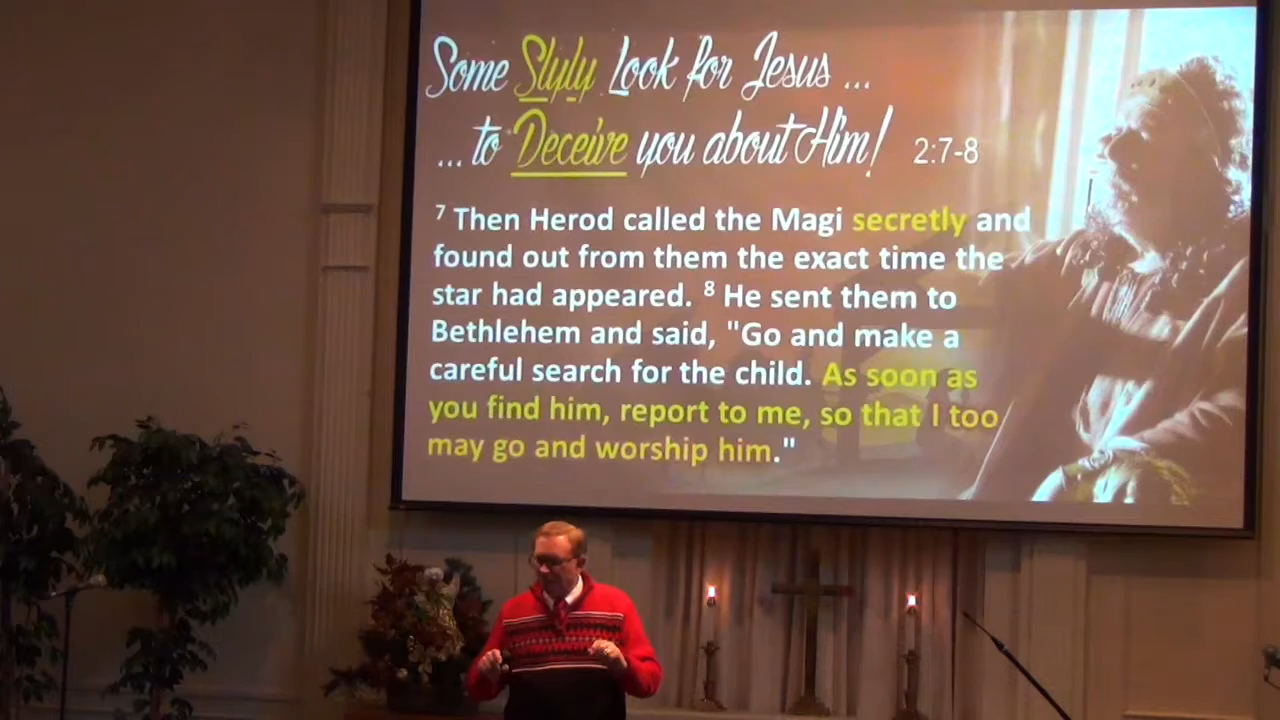 Some Slyly Look for Jesus ...
... to Deceive you about Him! 2:7-8
⁷ Then Herod called the Magi secretly and
found out from them the exact time the
star had appeared. ⁸ He sent them to
Bethlehem and said, "Go and make a
careful search for the child. As soon as
you find him, report to me, so that I too
may go and worship him."